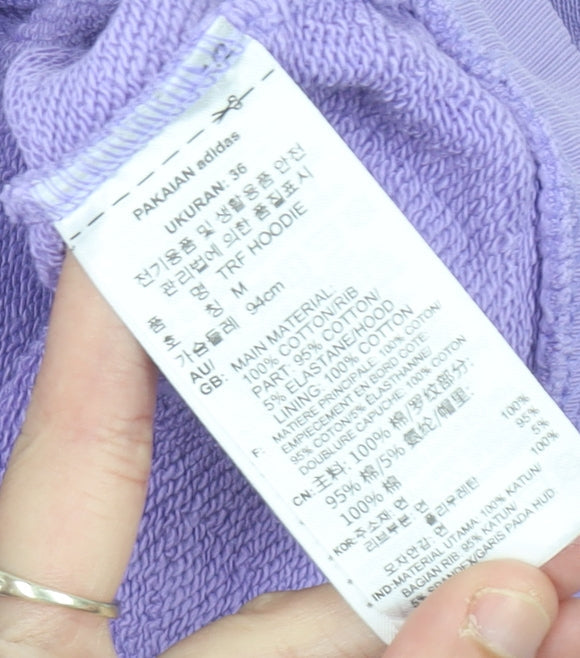 PAKAIAN adidas
UKURAN: 36
전기용품 및 생활용품 안전
관리법에 의한 품질표시
품 명 TRF HOODIE
호 칭 M
가슴둘레 94cm
AU/
GB: MAIN MATERIAL:
100% COTTON/RIB
PART: 95% COTTON/
5% ELASTANE/HOOD
LINING: 100% COTTON
F: MATIERE PRINCIPALE: 100% COTON/
EMPIECEMENT EN BORD COTE:
95% COTON/5% ELASTHANNE/
DOUBLURE CAPUCHE: 100% COTON
CN: 主料: 100% 棉/罗纹部分:
95% 棉/5% 氨纶/帽里:
100% 棉
KOR: 주소재: 면 100%
리브부분: 면 95%
폴리우레탄 5%
모자안감: 면 100%
IND-MATERIAL UTAMA: 100% KATUN/
BAGIAN RIB: 95% KATUN/
5% SPANDEX/GARIS PADA HUD